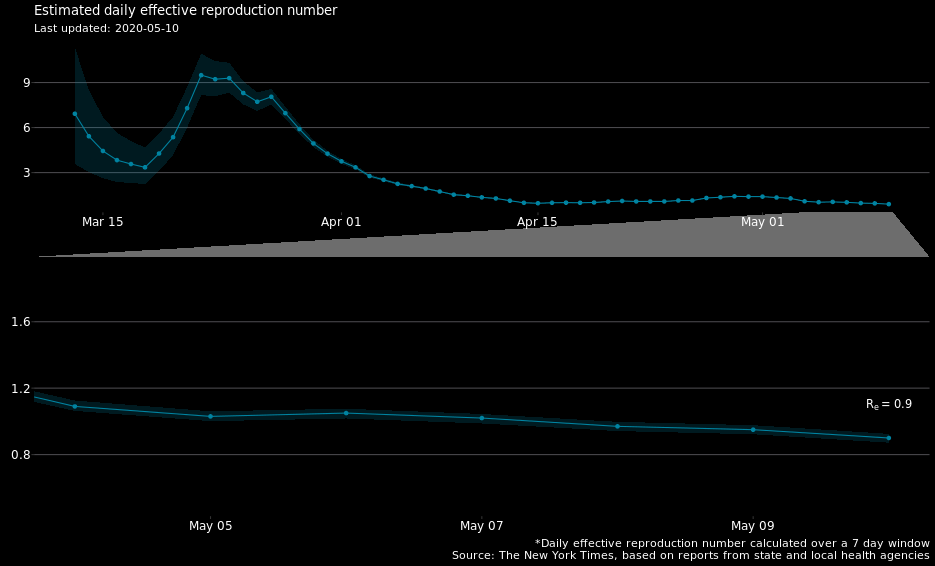 Estimated daily effective reproduction number
Last updated: 2020-05-10
9
6
3
Mar 15 Apr 01 Apr 15 May 01
1.6
1.2
Re = 0.9
0.8
May 05 May 07 May 09
*Daily effective reproduction number calculated over a 7 day window
Source: The New York Times, based on reports from state and local health agencies